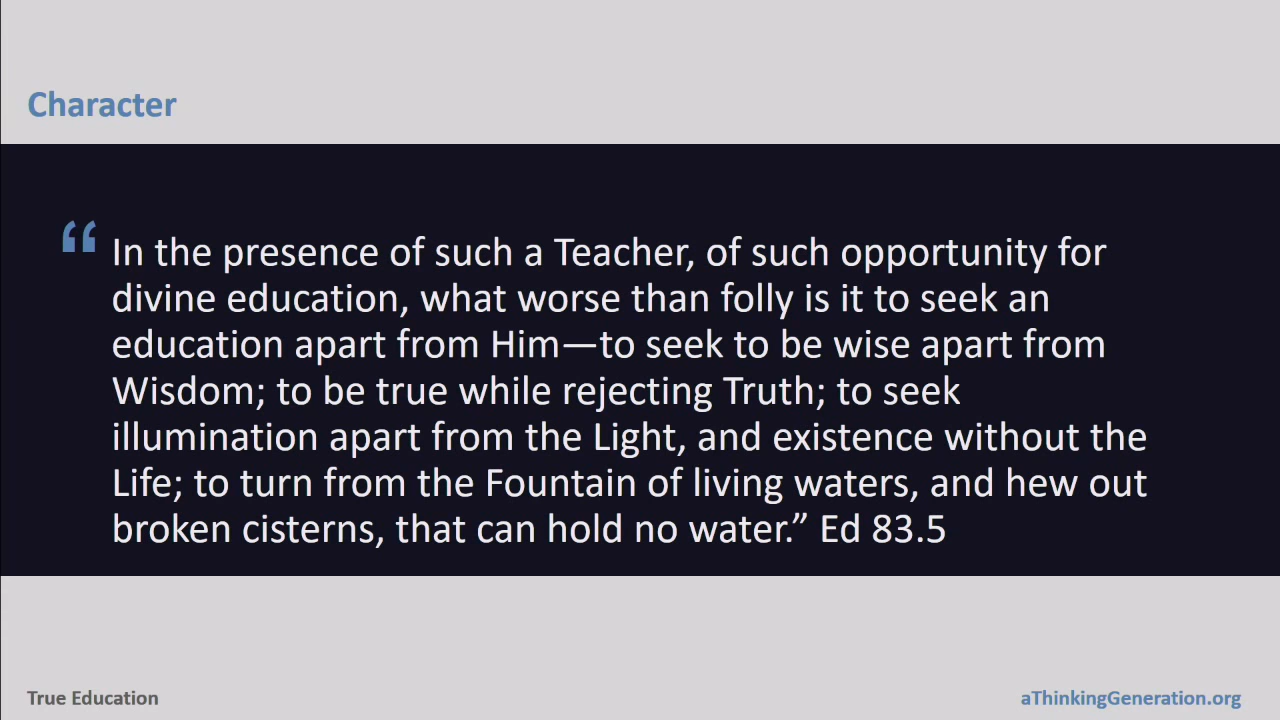 Character
“ In the presence of such a Teacher, of such opportunity for
divine education, what worse than folly is it to seek an
education apart from Him—to seek to be wise apart from
Wisdom; to be true while rejecting Truth; to seek
illumination apart from the Light, and existence without the
Life; to turn from the Fountain of living waters, and hew out
broken cisterns, that can hold no water.” Ed 83.5
True Education
aThinkingGeneration.org